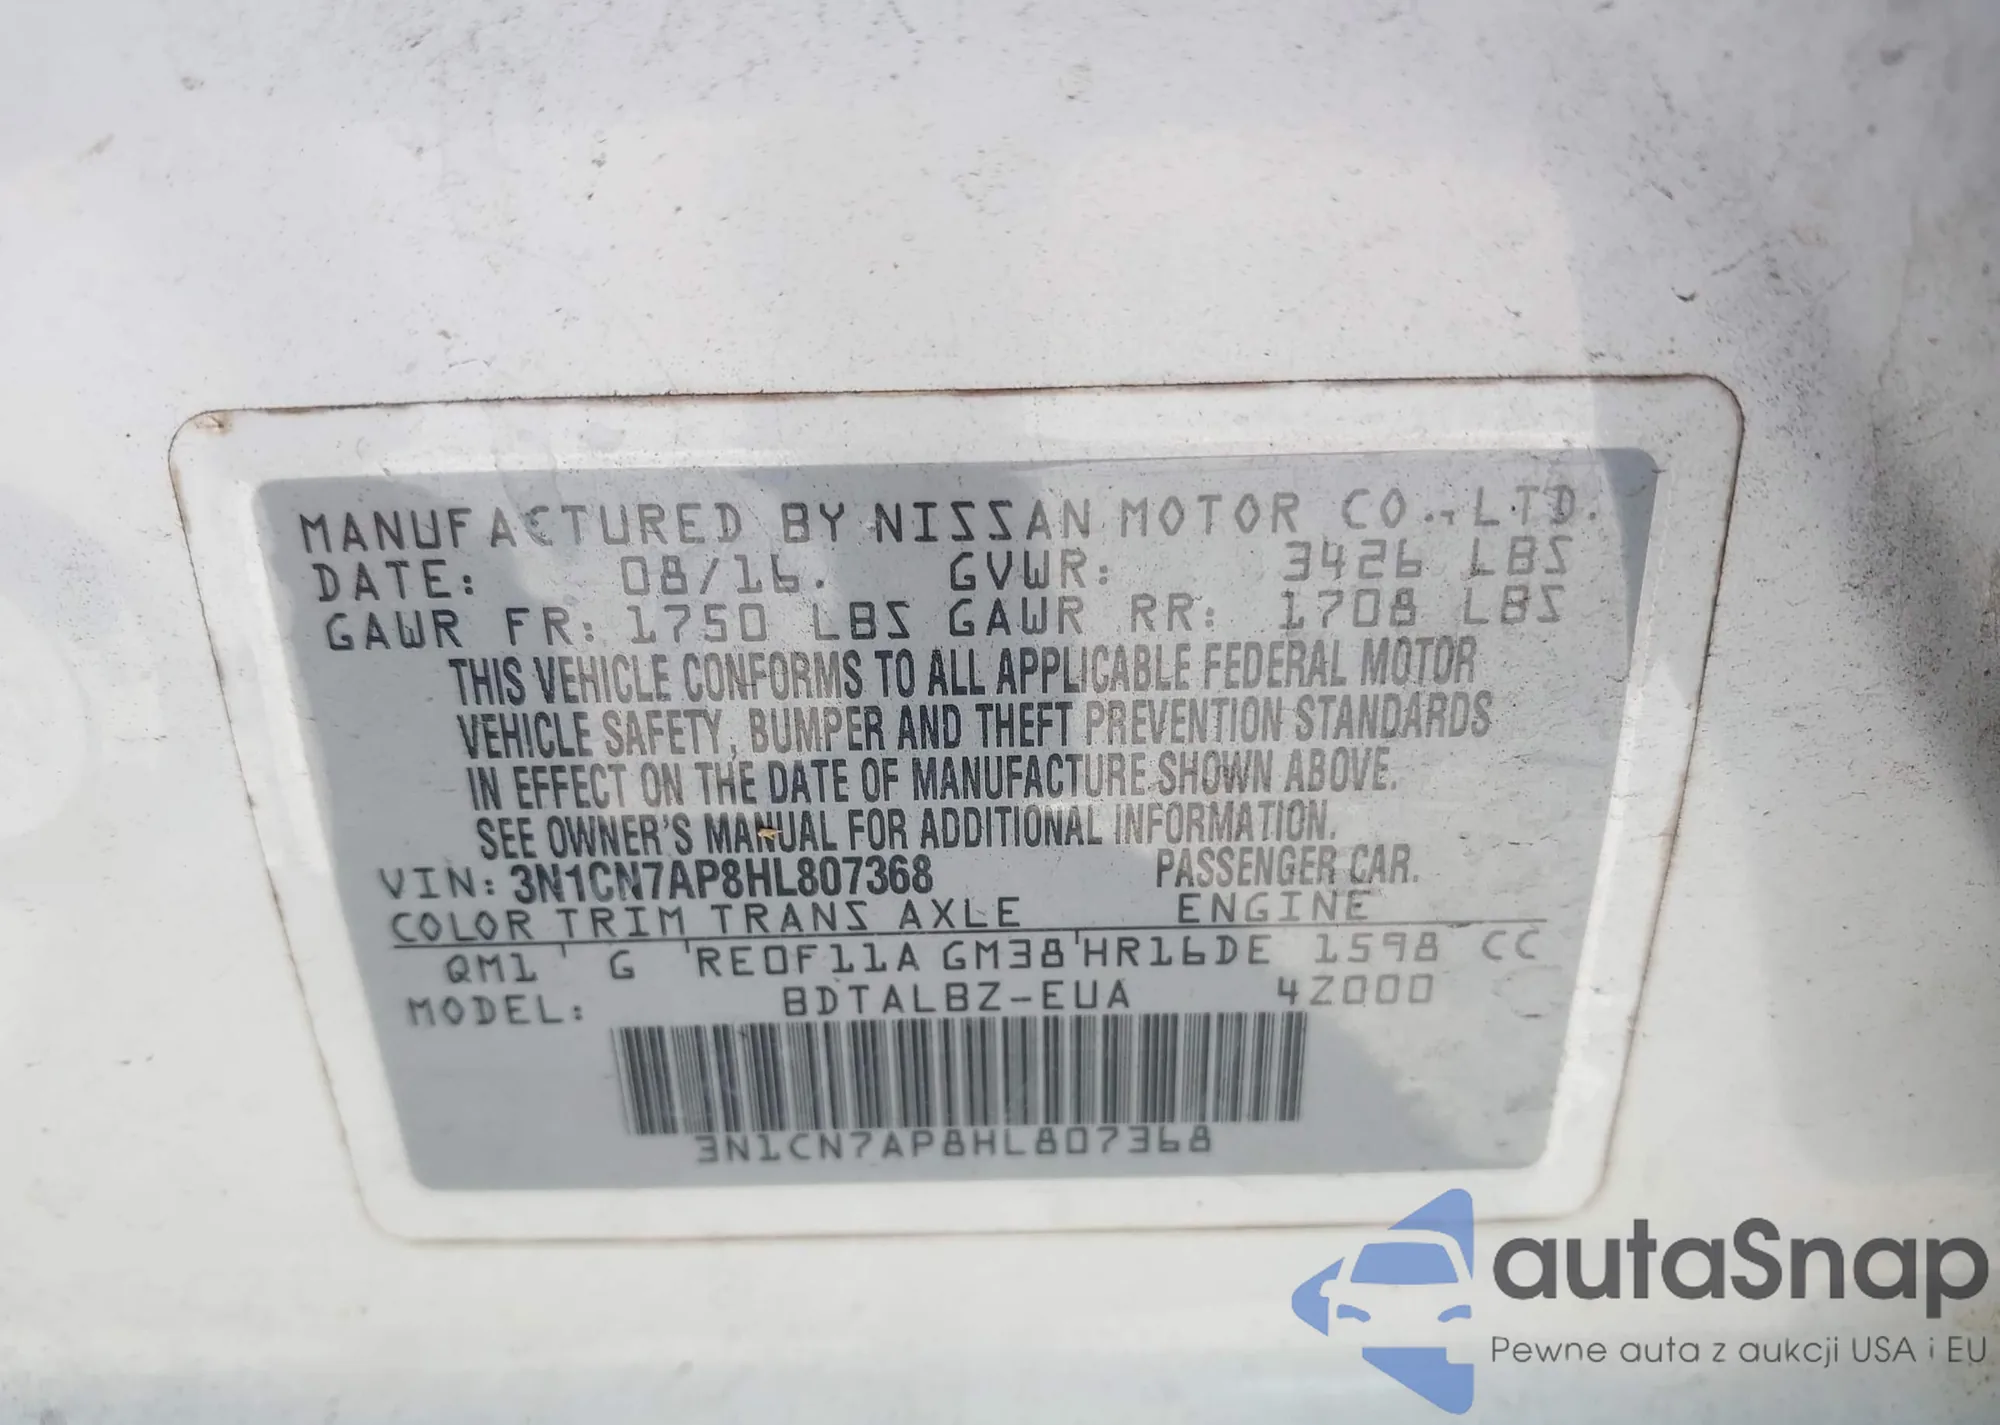 MANUFACTURED BY NISSAN MOTOR CO., LTD.
DATE: 08/16. GVWR: 3426 LBS
GAWR FR: 1750 LBS GAWR RR: 1708 LBS
THIS VEHICLE CONFORMS TO ALL APPLICABLE FEDERAL MOTOR
VEHICLE SAFETY, BUMPER AND THEFT PREVENTION STANDARDS
IN EFFECT ON THE DATE OF MANUFACTURE SHOWN ABOVE.
SEE OWNER'S MANUAL FOR ADDITIONAL INFORMATION.
VIN: 3N1CN7AP8HL807368 PASSENGER CAR.
COLOR TRIM TRANS AXLE ENGINE
QM1 G RE0F11A GM38 HR16DE 1598 CC
MODEL: BDTALBZ-EUA 4Z000
3N1CN7AP8HL807368
autaSnap
Pewne auta z aukcji USA i EU